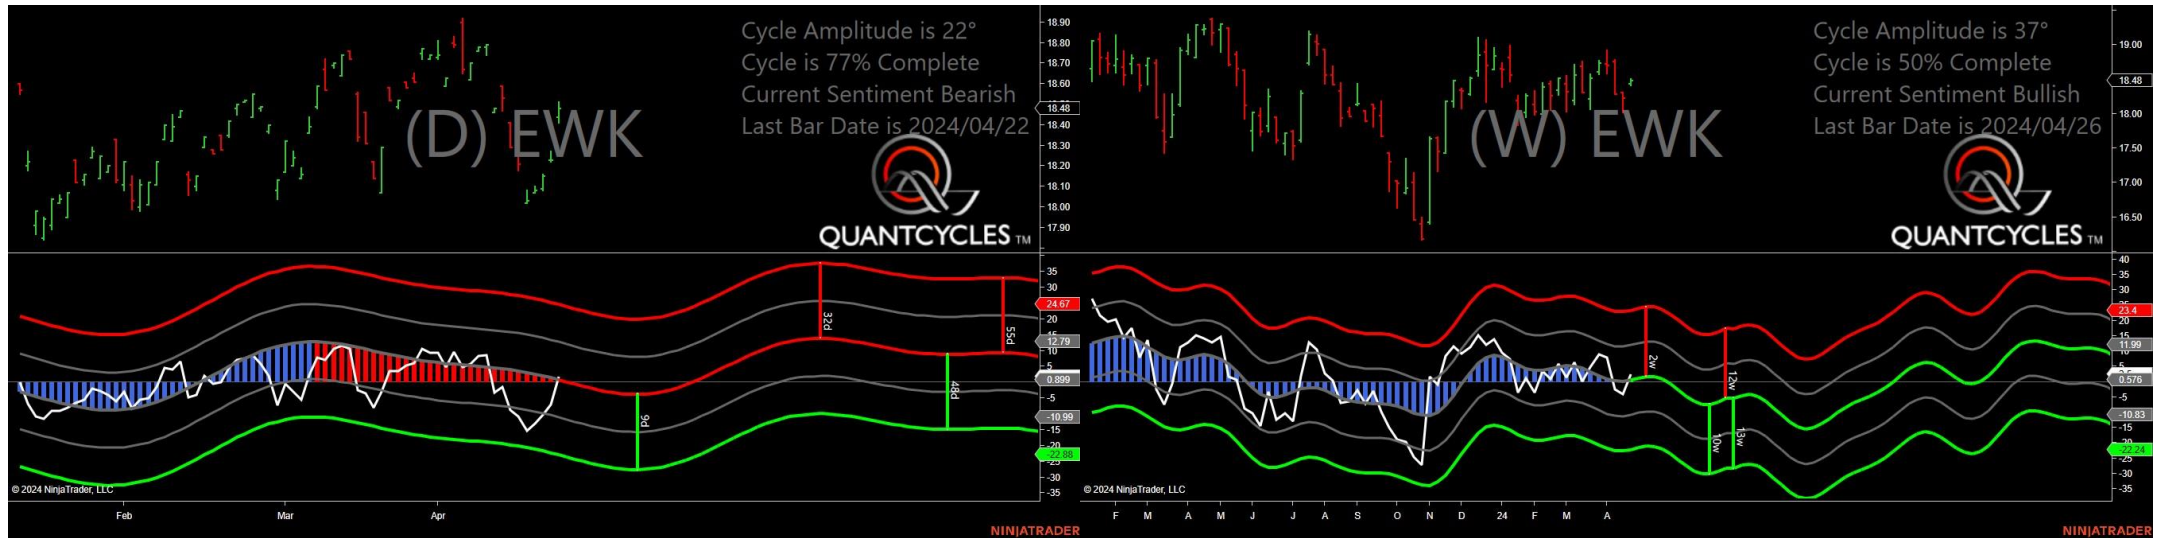 Cycle Amplitude is 22°
Cycle is 77% Complete
Current Sentiment Bearish
Last Bar Date is 2024/04/22
(D) EWK
QUANTCYCLES TM
18.90
18.80
18.70
18.60
18.48
18.40
18.30
18.20
18.10
18.00
17.90
35
30
24.67
20
12.79
10
5
0.899
-5
-10.99
-15
-20
-22.88
-25
-30
-35
32d
55d
9d
48d
© 2024 NinjaTrader, LLC
Feb
Mar
Apr
NINJATRADER
Cycle Amplitude is 37°
Cycle is 50% Complete
Current Sentiment Bullish
Last Bar Date is 2024/04/26
(W) EWK
QUANTCYCLES TM
19.00
18.48
18.00
17.50
17.00
16.50
40
35
30
23.4
20
15
11.99
0.576
-5
-10.83
-15
-20
-22.24
-25
-30
-35
2w
12w
10w
13w
© 2024 NinjaTrader, LLC
F
M
A
M
J
J
A
S
O
N
D
24
F
M
A
NINJATRADER